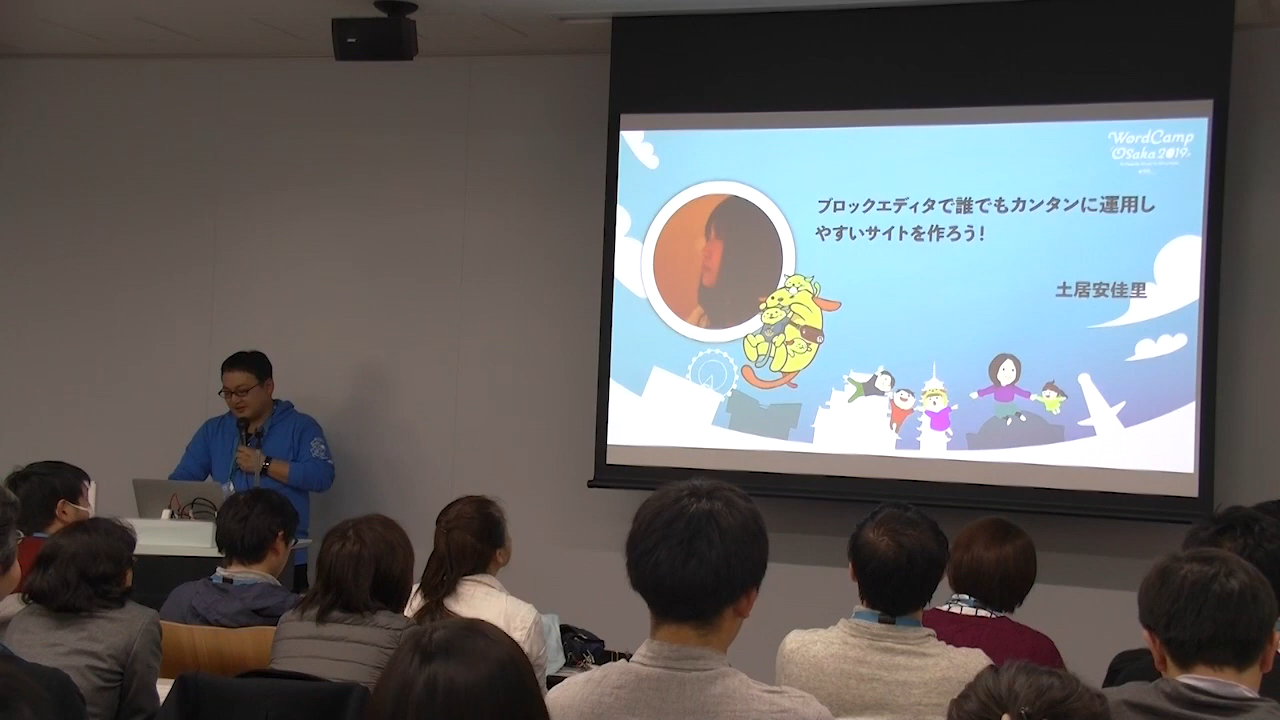 WordCamp
Osaka 2019
ブロックエディタで誰でもカンタンに運用し
やすいサイトを作ろう!
土居安佳里